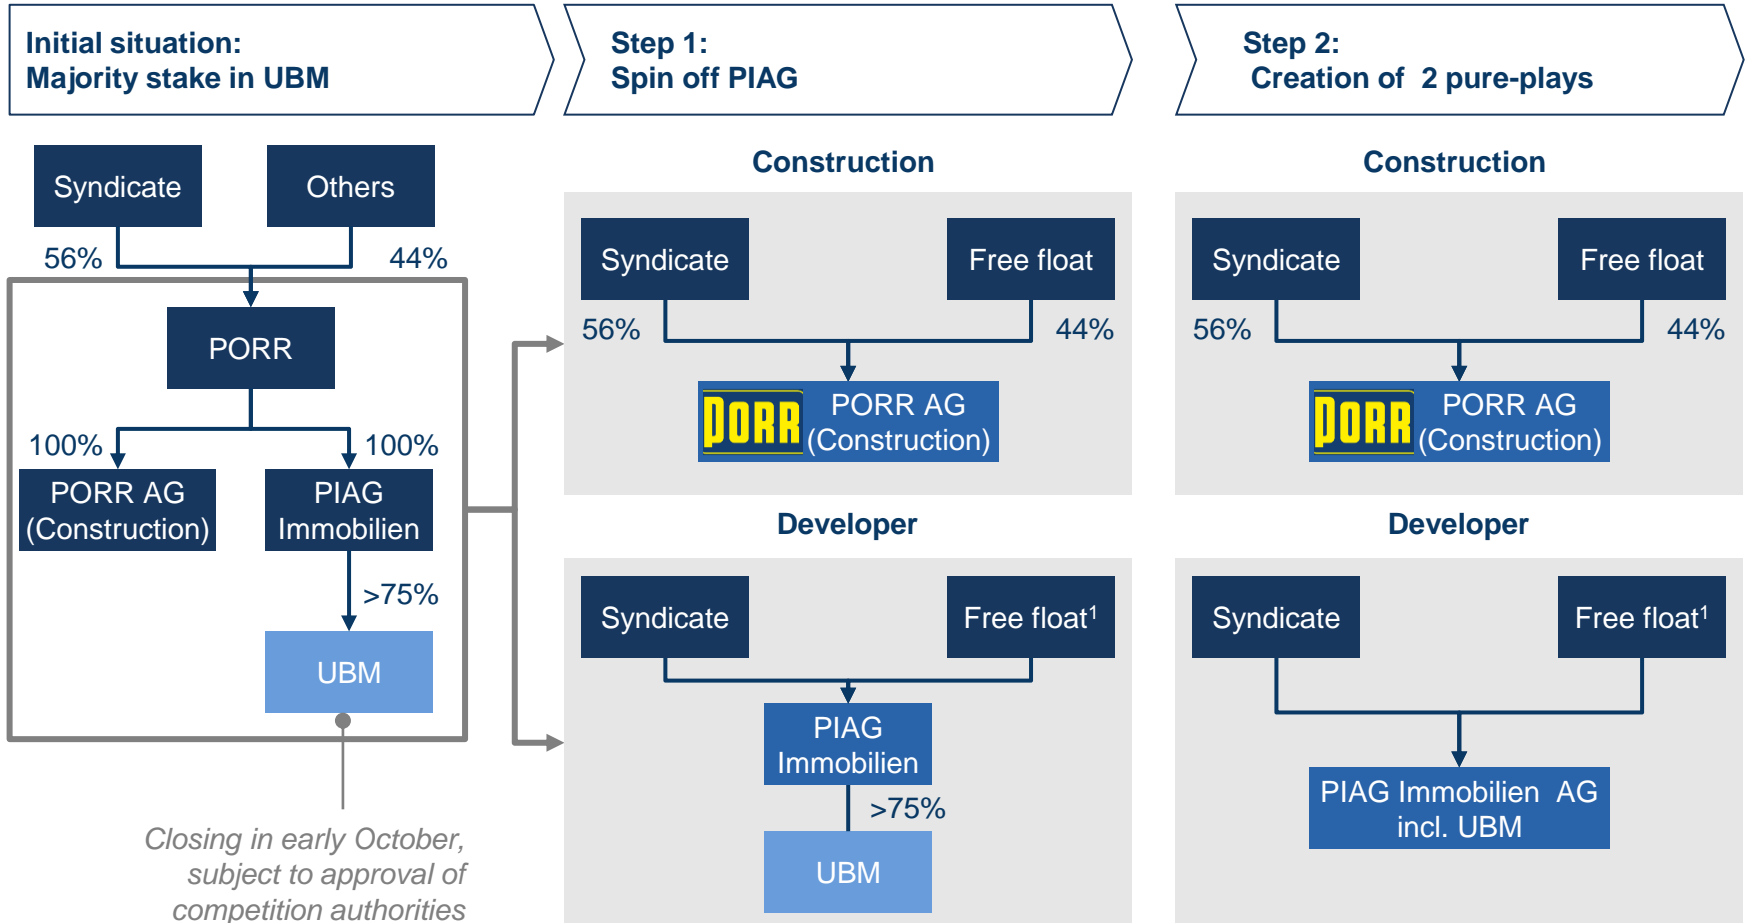 Initial situation:
Majority stake in UBM
Step 1:
Spin off PIAG
Step 2:
Creation of 2 pure-plays
Syndicate
Others
56%
44%
PORR
100%
100%
PORR AG
(Construction)
PIAG
Immobilien
>75%
UBM
Closing in early October,
subject to approval of
competition authorities
Construction
Syndicate
Free float
56%
44%
PORR
PORR AG
(Construction)
Developer
Syndicate
Free float¹
PIAG
Immobilien
>75%
UBM
Construction
Syndicate
Free float
56%
44%
PORR
PORR AG
(Construction)
Developer
Syndicate
Free float¹
PIAG Immobilien AG
incl. UBM